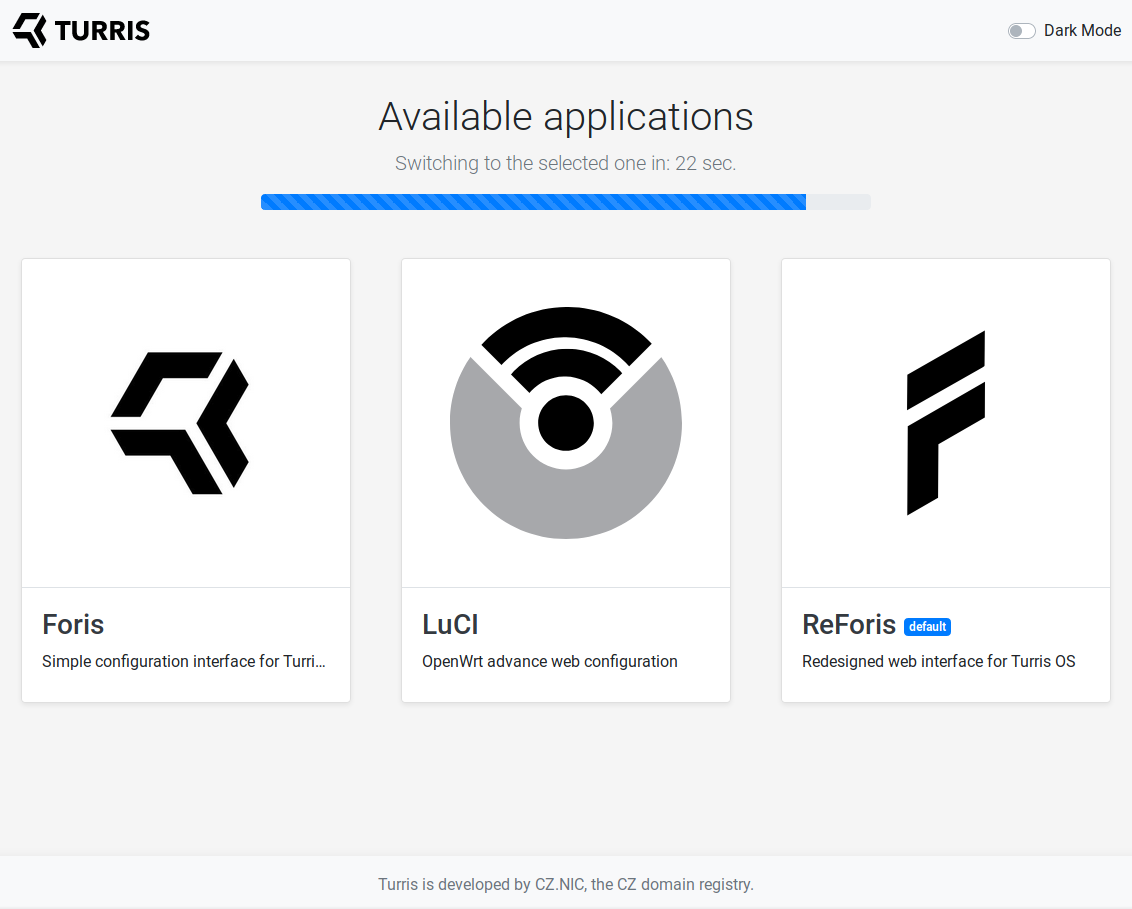 TURRIS
Dark Mode
Available applications
Switching to the selected one in: 22 sec.
Foris
Simple configuration interface for Turri...
LuCI
OpenWrt advance web configuration
ReForis default
Redesigned web interface for Turris OS
Turris is developed by CZ.NIC, the CZ domain registry.